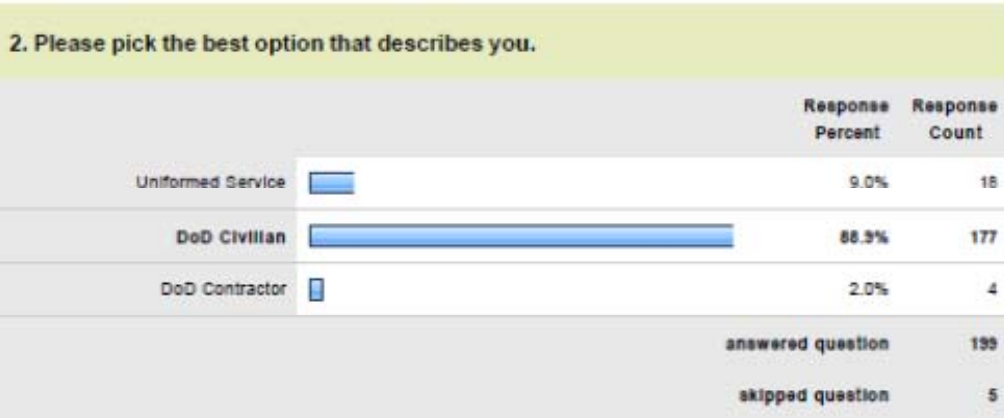 2. Please pick the best option that describes you.
Response Response
Percent Count
Uniformed Service 9.0% 18
DoD Civilian 88.9% 177
DoD Contractor 2.0% 4
answered question 199
skipped question 5